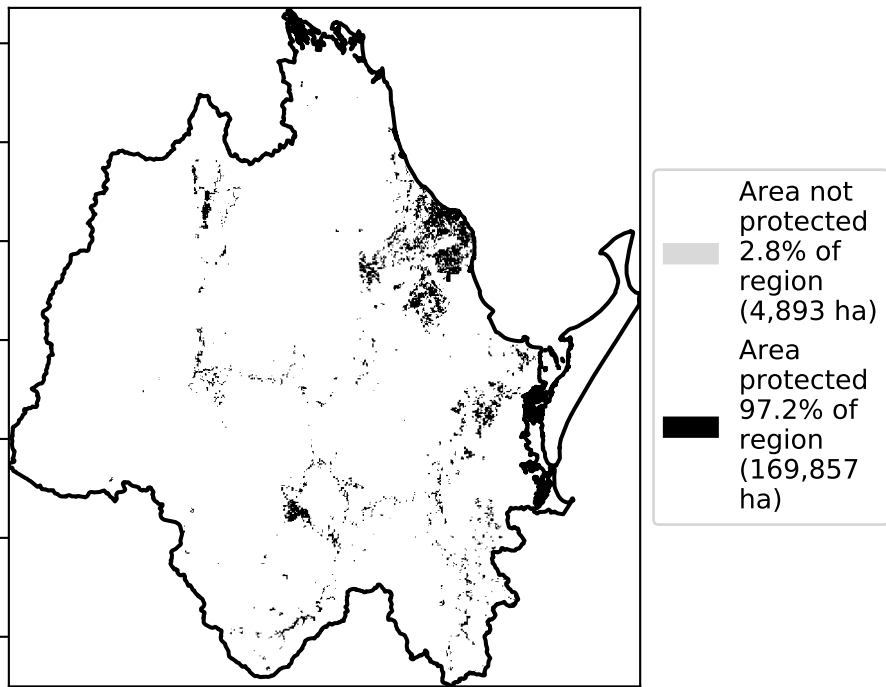 Area not
protected
2.8% of
region
(4,893 ha)
Area
protected
97.2% of
region
(169,857
ha)